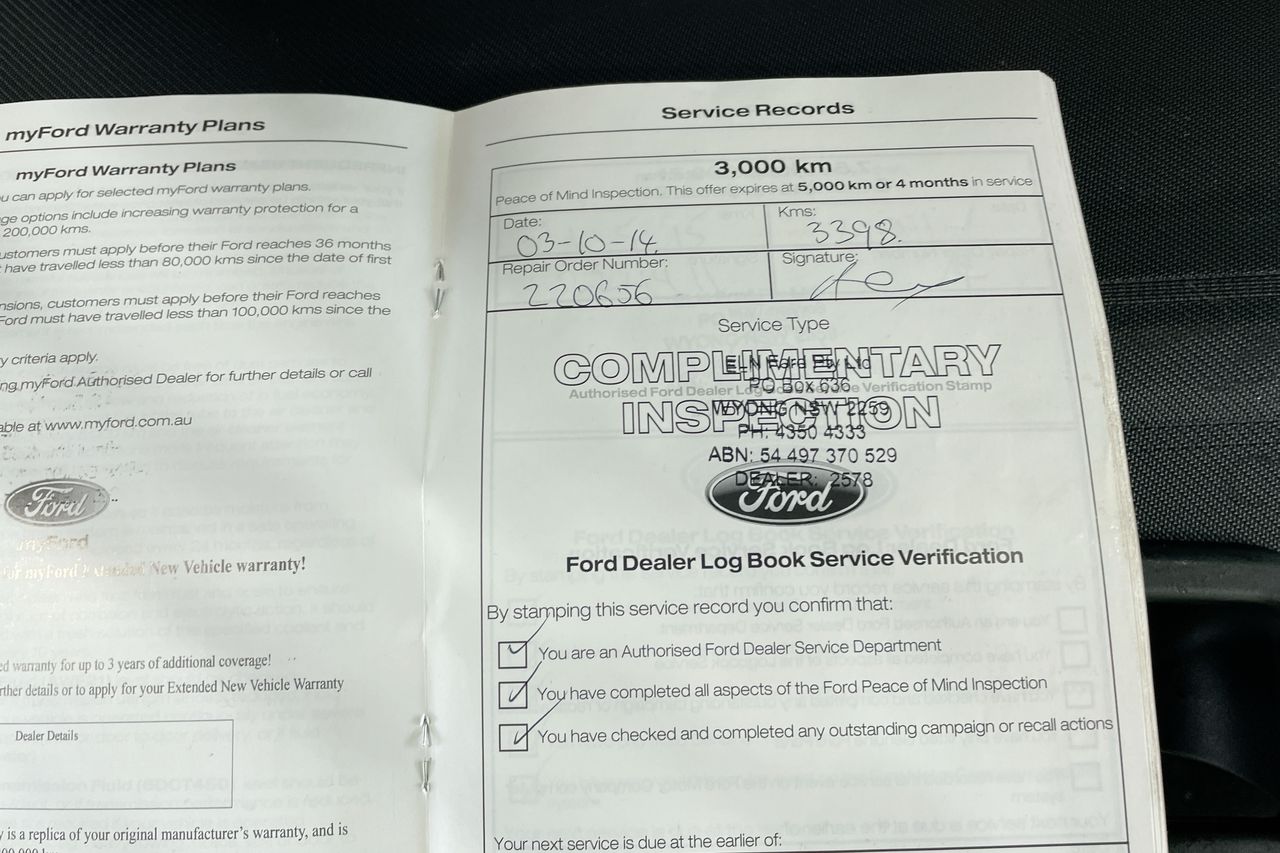 myFord Warranty Plans
myFord Warranty Plans
u can apply for selected myFord warranty plans.
ge options include increasing warranty protection for a
200,000 kms.
ustomers must apply before their Ford reaches 36 months
have travelled less than 80,000 kms since the date of first
nsions, customers must apply before their Ford reaches
Ford must have travelled less than 100,000 kms since the
y criteria apply.
ng myFord Authorised Dealer for further details or call
able at www.myford.com.au
Ford
myFord
for myFord Extended New Vehicle warranty!
ed warranty for up to 3 years of additional coverage!
rther details or to apply for your Extended New Vehicle Warranty
Dealer Details
y is a replica of your original manufacturer's warranty, and is
Service Records
3,000 km
Peace of Mind Inspection. This offer expires at 5,000 km or 4 months in service
Date: Kms:
03-10-14 3398
Repair Order Number: Signature:
220656
Service Type
COMPLIMENTARY
Ford Pty Ltd
PO Box 636
Authorised Ford Dealer Log Book Service Verification Stamp
INSPECTION
WYONG NSW 2259
PH: 4350 4333
ABN: 54 497 370 529
DEALER: 2578
Ford
Ford Dealer Log Book Service Verification
By stamping this service record you confirm that:
You are an Authorised Ford Dealer Service Department
You have completed all aspects of the Ford Peace of Mind Inspection
You have checked and completed any outstanding campaign or recall actions
Your next service is due at the earlier of: